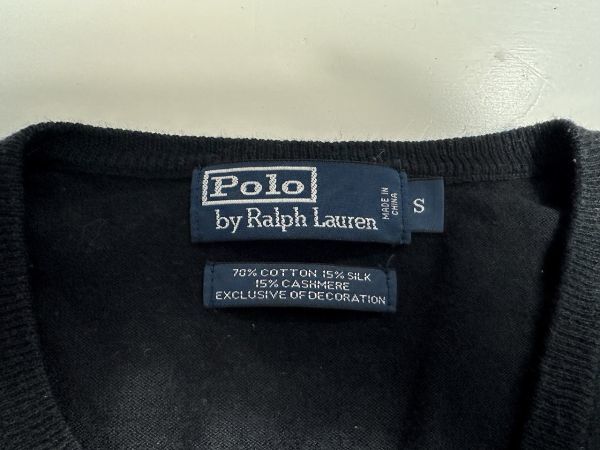 Polo
by Ralph Lauren
MADE IN
CHINA
S
70% COTTON 15% SILK
15% CASHMERE
EXCLUSIVE OF DECORATION